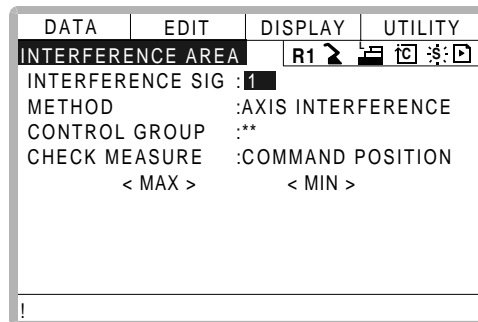 DATA EDIT DISPLAY UTILITY
INTERFERENCE AREA R1 C S
INTERFERENCE SIG :1
METHOD :AXIS INTERFERENCE
CONTROL GROUP :**
CHECK MEASURE :COMMAND POSITION
< MAX > < MIN >
!